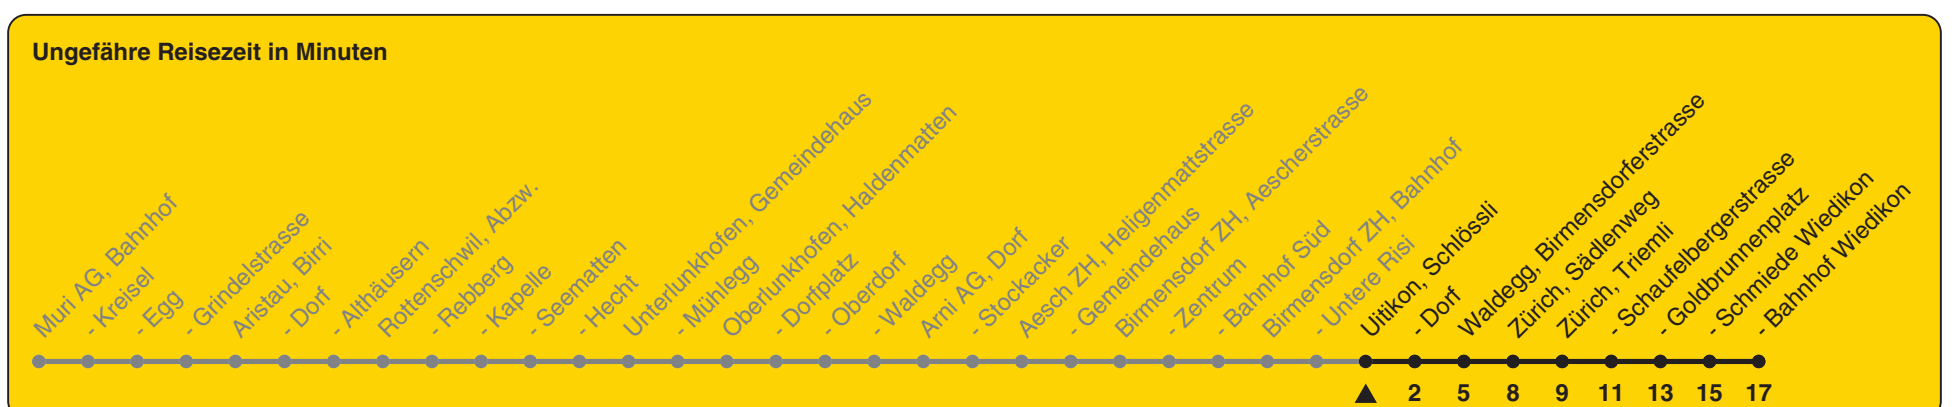 Ungefähre Reisezeit in Minuten
Muri AG, Bahnhof
- Kreisel
- Egg
- Grindelstrasse
Aristau, Birri
- Dorf
- Althäusern
Rottenschwil, Abzw.
- Rebberg
- Kapelle
- Seematten
- Hecht
Unterlunkhofen, Gemeindehaus
- Mühlegg
Oberlunkhofen, Haldenmatten
- Dorfplatz
- Oberdorf
- Waldegg
Arni AG, Dorf
- Stockacker
Aesch ZH, Heligenmattstrasse
- Gemeindehaus
Birmensdorf ZH, Aescherstrasse
- Zentrum
- Bahnhof Süd
Birmensdorf ZH, Bahnhof
- Untere Risi
Uitikon, Schlössli
- Dorf
Waldegg, Birmensdorferstrasse
Zürich, Sädlenweg
Zürich, Triemli
- Schaufelbergerstrasse
- Goldbrunnenplatz
- Schmiede Wiedikon
- Bahnhof Wiedikon
2 5 8 9 11 13 15 17